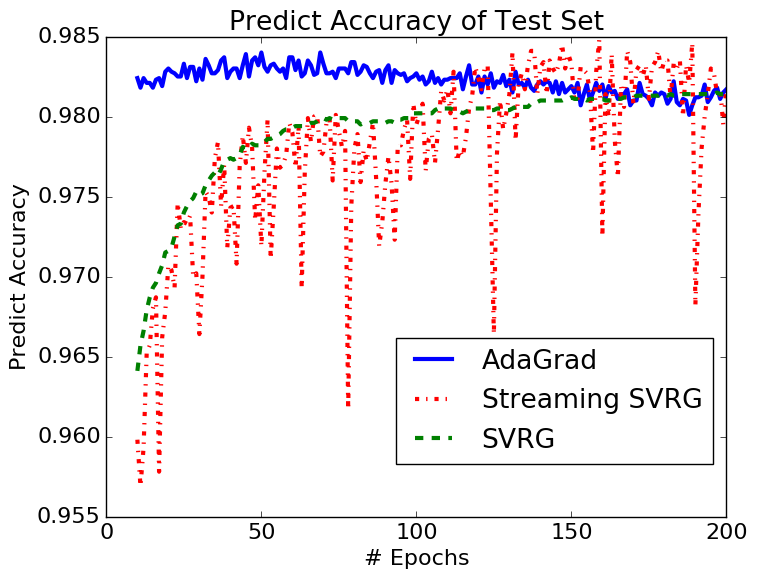 Predict Accuracy of Test Set
0.985
0.980
0.975
0.970
0.965
0.960
0.955
Predict Accuracy
AdaGrad
Streaming SVRG
SVRG
0
50
100
150
200
# Epochs